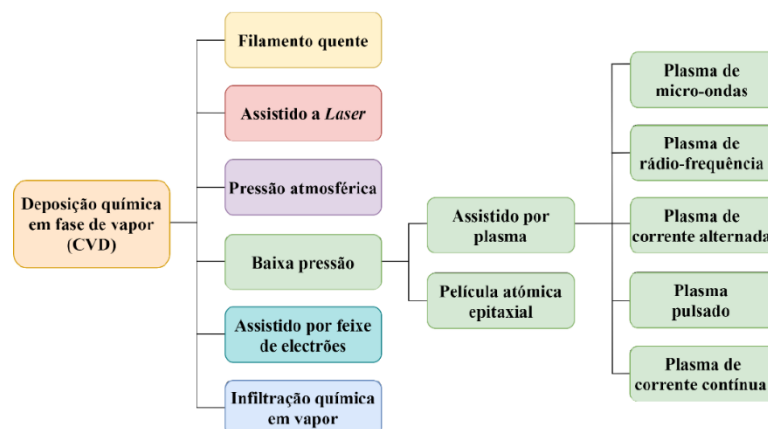 Deposição química
em fase de vapor
(CVD)
Filamento quente
Assistido a Laser
Pressão atmosférica
Baixa pressão
Assistido por feixe
de electrões
Infiltração química
em vapor
Assistido por
plasma
Película atómica
epitaxial
Plasma de
micro-ondas
Plasma de
rádio-frequência
Plasma de
corrente alternada
Plasma
pulsado
Plasma de
corrente contínua